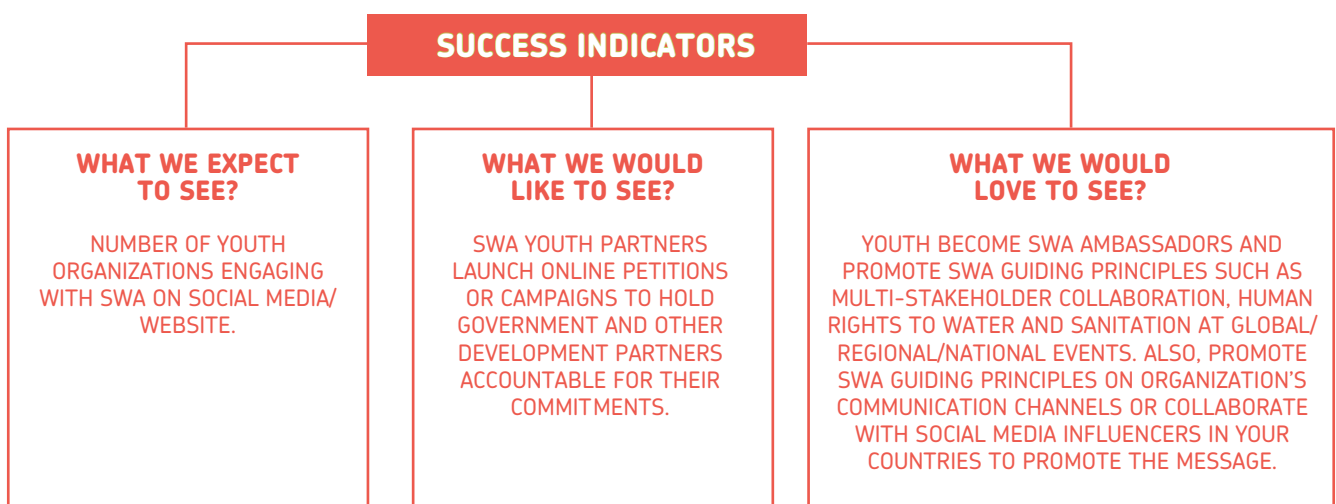 SUCCESS INDICATORS
WHAT WE EXPECT
TO SEE?
NUMBER OF YOUTH
ORGANIZATIONS ENGAGING
WITH SWA ON SOCIAL MEDIA/
WEBSITE.
WHAT WE WOULD
LIKE TO SEE?
SWA YOUTH PARTNERS
LAUNCH ONLINE PETITIONS
OR CAMPAIGNS TO HOLD
GOVERNMENT AND OTHER
DEVELOPMENT PARTNERS
ACCOUNTABLE FOR THEIR
COMMITMENTS.
WHAT WE WOULD
LOVE TO SEE?
YOUTH BECOME SWA AMBASSADORS AND
PROMOTE SWA GUIDING PRINCIPLES SUCH AS
MULTI-STAKEHOLDER COLLABORATION, HUMAN
RIGHTS TO WATER AND SANITATION AT GLOBAL/
REGIONAL/NATIONAL EVENTS. ALSO, PROMOTE
SWA GUIDING PRINCIPLES ON ORGANIZATION’S
COMMUNICATION CHANNELS OR COLLABORATE
WITH SOCIAL MEDIA INFLUENCERS IN YOUR
COUNTRIES TO PROMOTE THE MESSAGE.